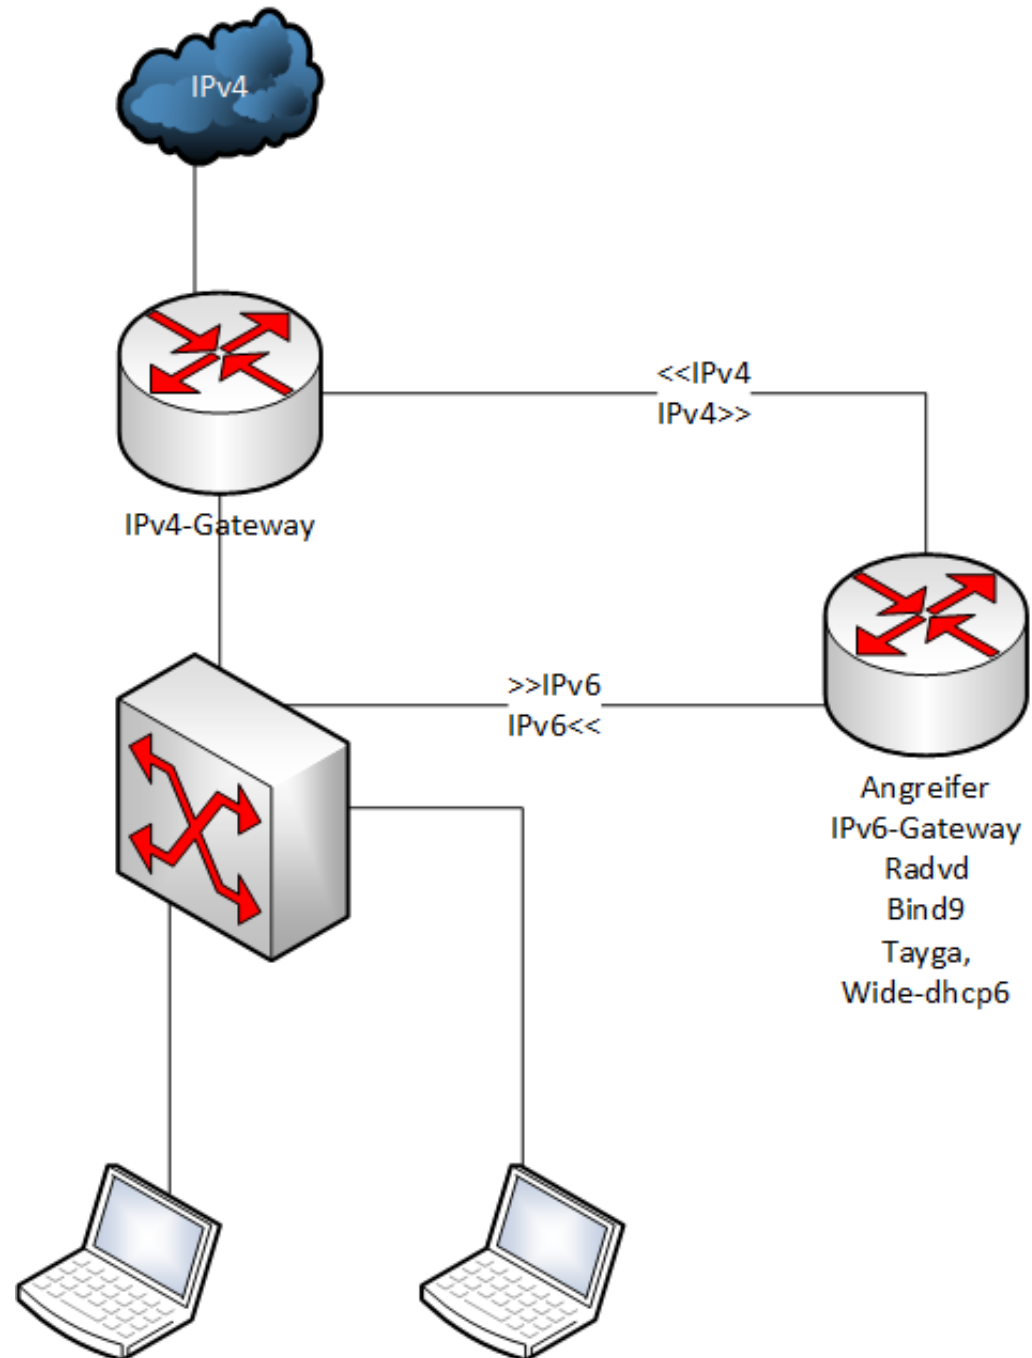 IPv4
<<IPv4
IPv4>>
IPv4-Gateway
>>IPv6
IPv6<<
Angreifer
IPv6-Gateway
Radvd
Bind9
Tayga,
Wide-dhcp6